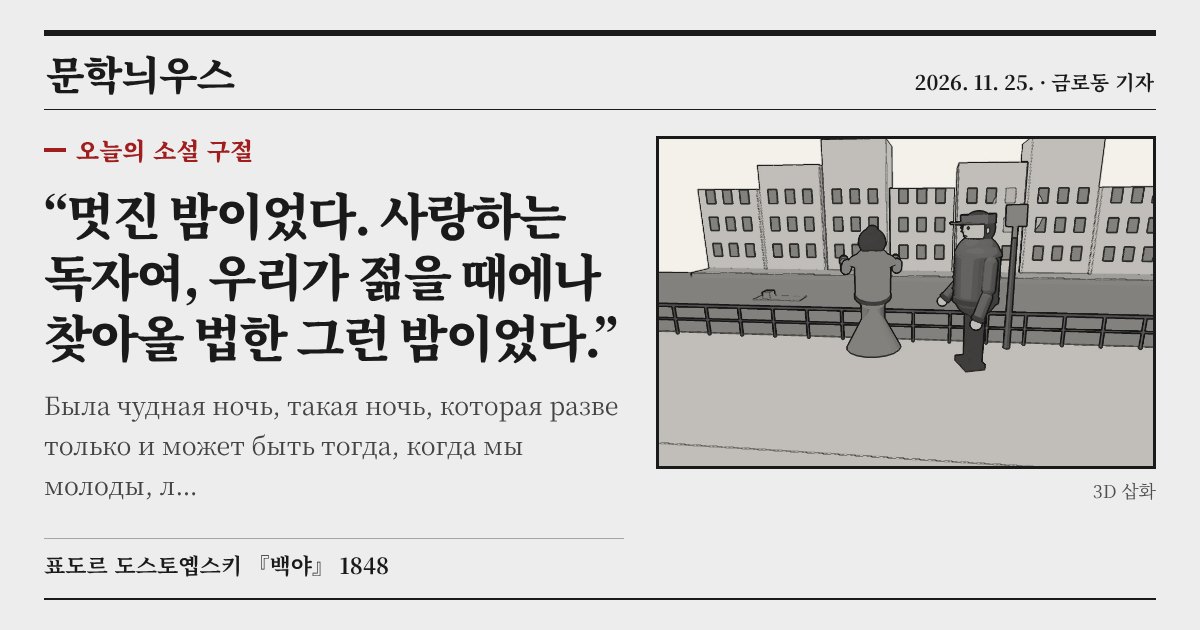 문학늬우스
2026. 11. 25. · 금로동 기자
오늘의 소설 구절
“멋진 밤이었다. 사랑하는
독자여, 우리가 젊을 때에나
찾아올 법한 그런 밤이었다.”
Была чудная ночь, такая ночь, которая разве
только и может быть тогда, когда мы
молоды, л...
3D 삽화
표도르 도스토옙스키 『백야』 1848